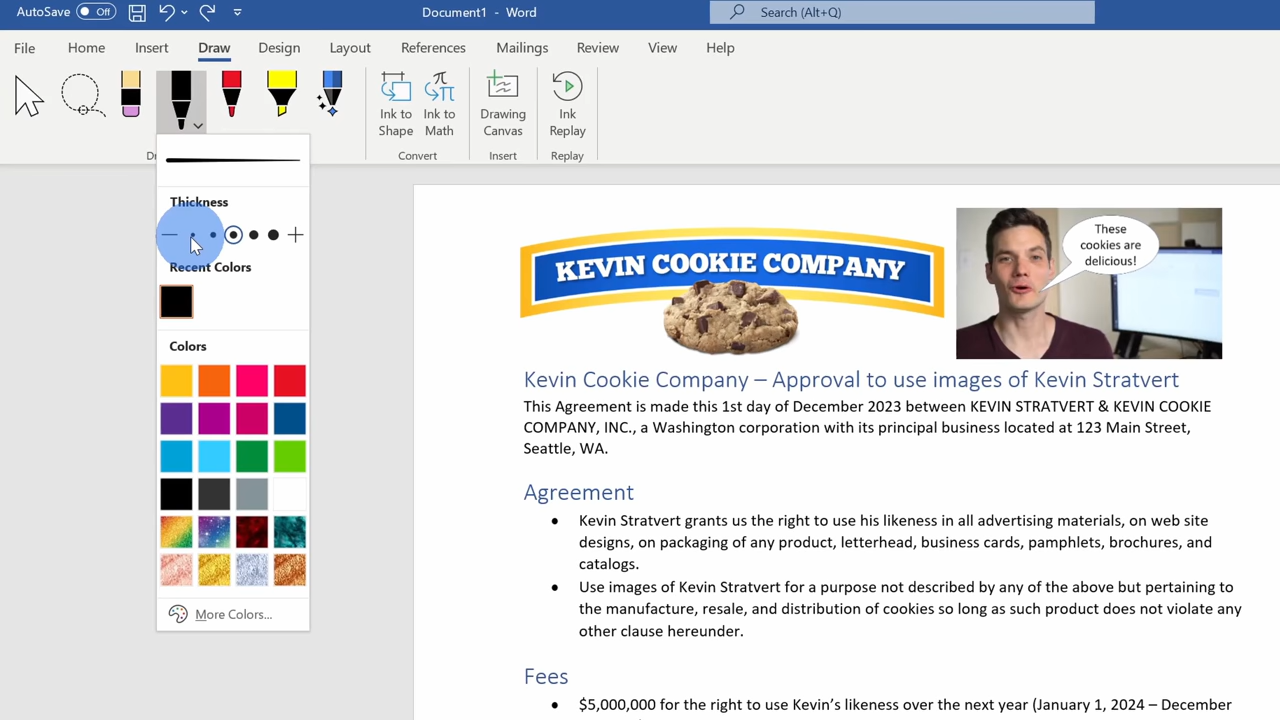 AutoSave Off
Document1 - Word
Search (Alt+Q)
File Home Insert Draw Design Layout References Mailings Review View Help
Ink to Shape
Ink to Math
Drawing Canvas
Ink Replay
Convert
Insert
Replay
Thickness
Recent Colors
Colors
More Colors...
KEVIN COOKIE COMPANY
These
cookies are
delicious!
Kevin Cookie Company – Approval to use images of Kevin Stratvert
This Agreement is made this 1st day of December 2023 between KEVIN STRATVERT & KEVIN COOKIE
COMPANY, INC., a Washington corporation with its principal business located at 123 Main Street,
Seattle, WA.
Agreement
• Kevin Stratvert grants us the right to use his likeness in all advertising materials, on web site
designs, on packaging of any product, letterhead, business cards, pamphlets, brochures, and
catalogs.
• Use images of Kevin Stratvert for a purpose not described by any of the above but pertaining to
the manufacture, resale, and distribution of cookies so long as such product does not violate any
other clause hereunder.
Fees
• $5,000,000 for the right to use Kevin’s likeness over the next year (January 1, 2024 – December